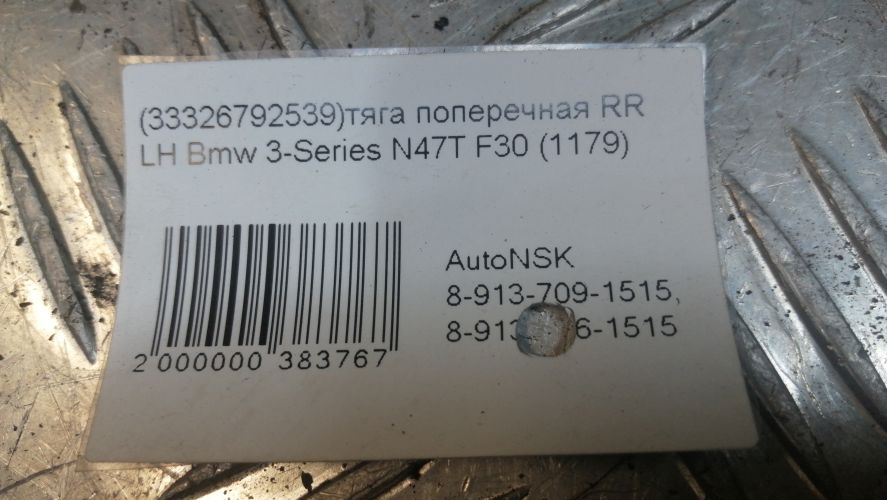 (33326792539)тяга поперечная RR
LH Bmw 3-Series N47T F30 (1179)
AutoNSK
8-913-709-1515,
2 000000 383767